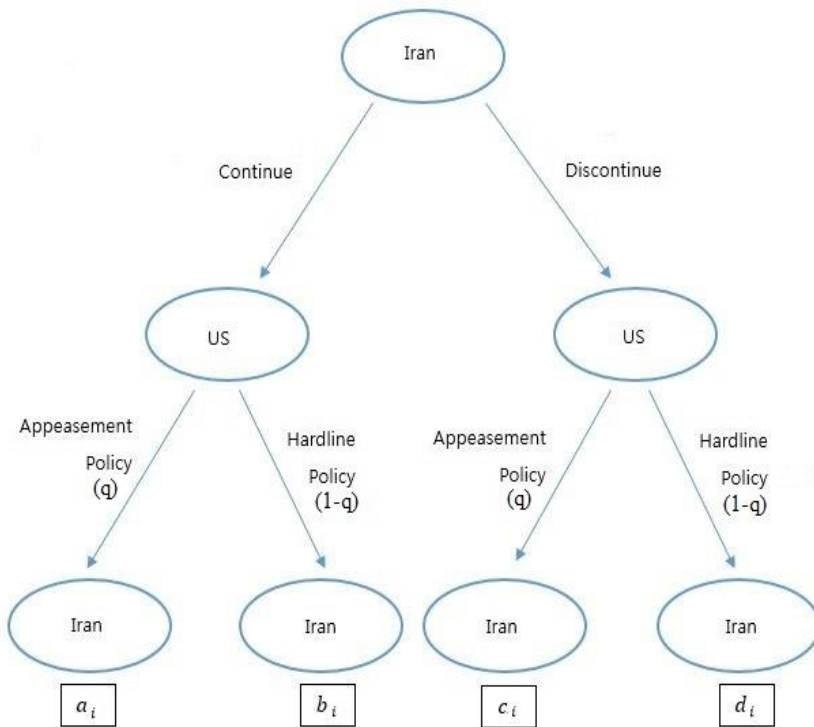 Iran
Continue
Discontinue
US
US
Appeasement
Policy
(q)
Hardline
Policy
(1-q)
Appeasement
Policy
(q)
Hardline
Policy
(1-q)
Iran
Iran
Iran
Iran
a_i
b_i
c_i
d_i